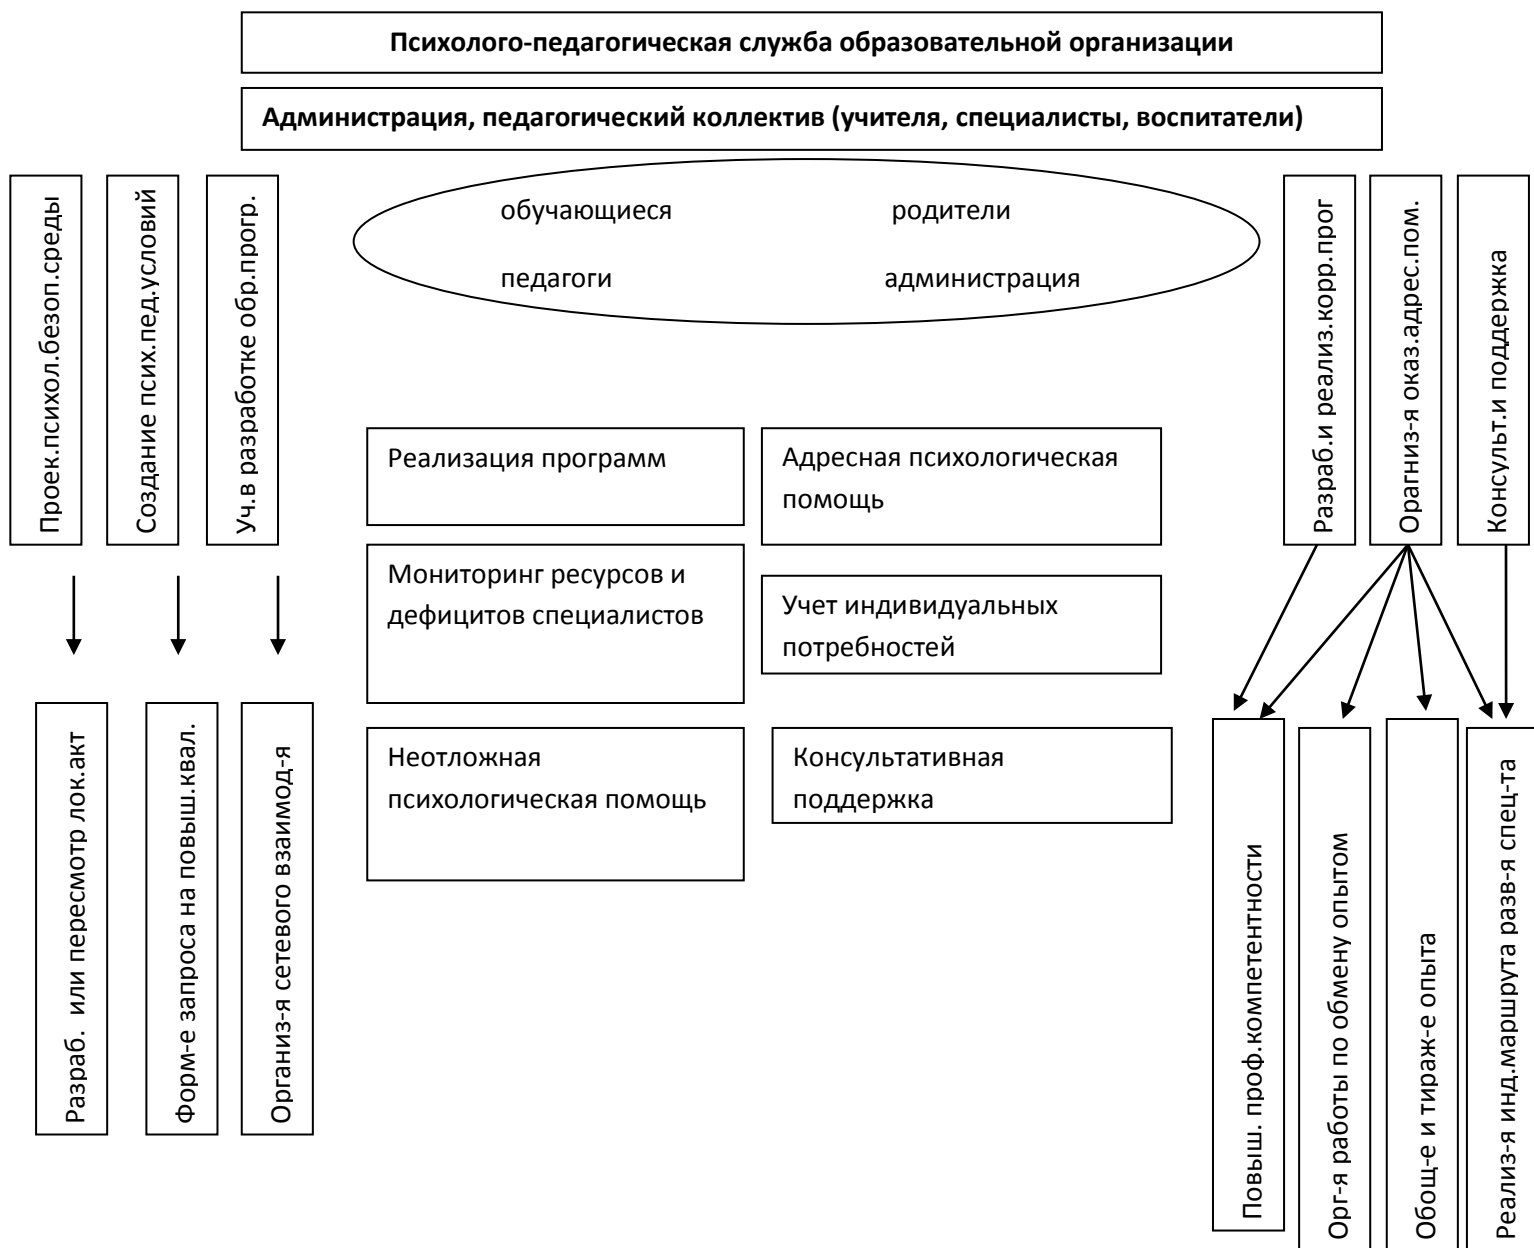 Психолого-педагогическая служба образовательной организации
Администрация, педагогический коллектив (учителя, специалисты, воспитатели)
Проек.психол.безоп.среды
Создание псих.пед.условий
Уч.в разработке обр.прогр.
обучающиеся
родители
педагоги
администрация
Разраб.и реализ.корр.прог
Орагниз-я оказ.адрес.пом.
Консульт.и поддержка
Реализация программ
Адресная психологическая
помощь
Мониторинг ресурсов и
дефицитов специалистов
Учет индивидуальных
потребностей
Неотложная
психологическая помощь
Консультативная
поддержка
Разраб. или пересмотр лок.акт
Форм-е запроса на повыш.квал.
Организ-я сетевого взаимод-я
Повыш. проф.компетентности
Орг-я работы по обмену опытом
Обощ-е и тираж-е опыта
Реализ-я инд.маршрута разв-я спец-та